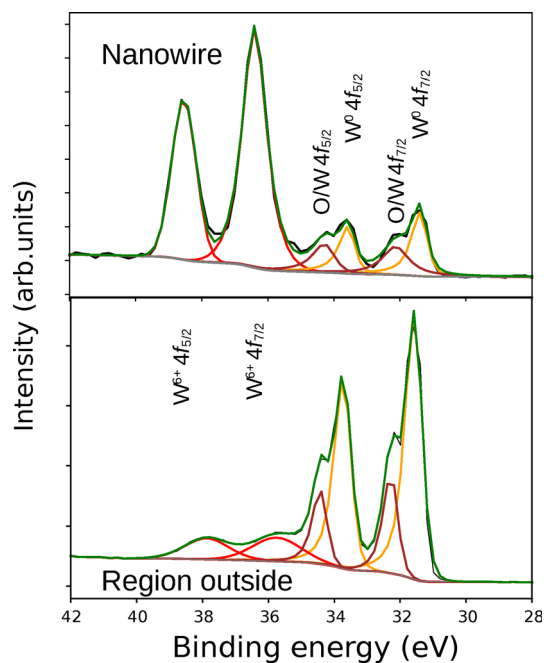 Nanowire
O/W 4f5/2
W0 4f5/2
O/W 4f7/2
W0 4f7/2
Intensity (arb.units)
W6+ 4f5/2
W6+ 4f7/2
Region outside
42 40 38 36 34 32 30 28
Binding energy (eV)